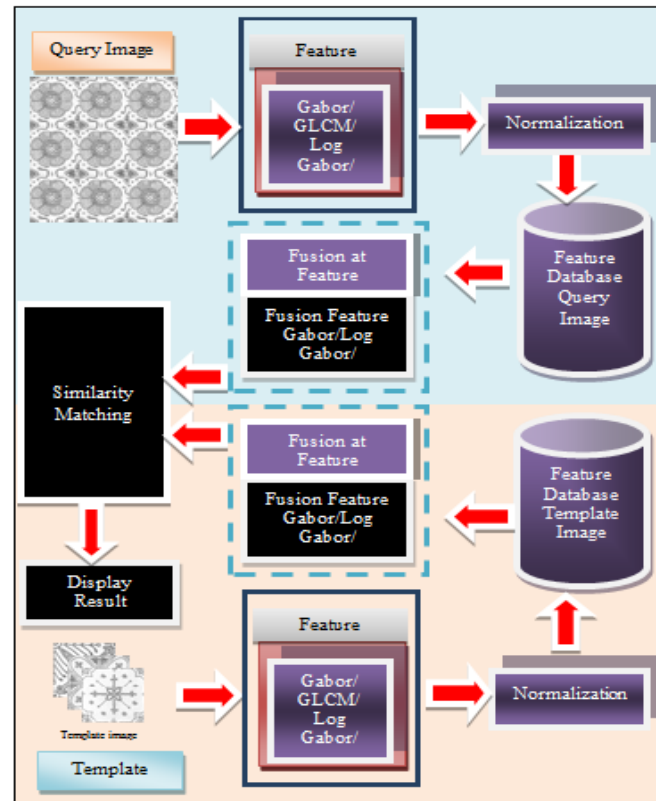 Query Image
Feature
Gabor/
GLCM/
Log
Gabor/
Normalization
Feature
Database
Query
Image
Fusion at
Feature
Fusion Feature
Gabor/Log
Gabor/
Similarity
Matching
Fusion at
Feature
Fusion Feature
Gabor/Log
Gabor/
Feature
Database
Template
Image
Display
Result
Template image
Template
Feature
Gabor/
GLCM/
Log
Gabor/
Normalization